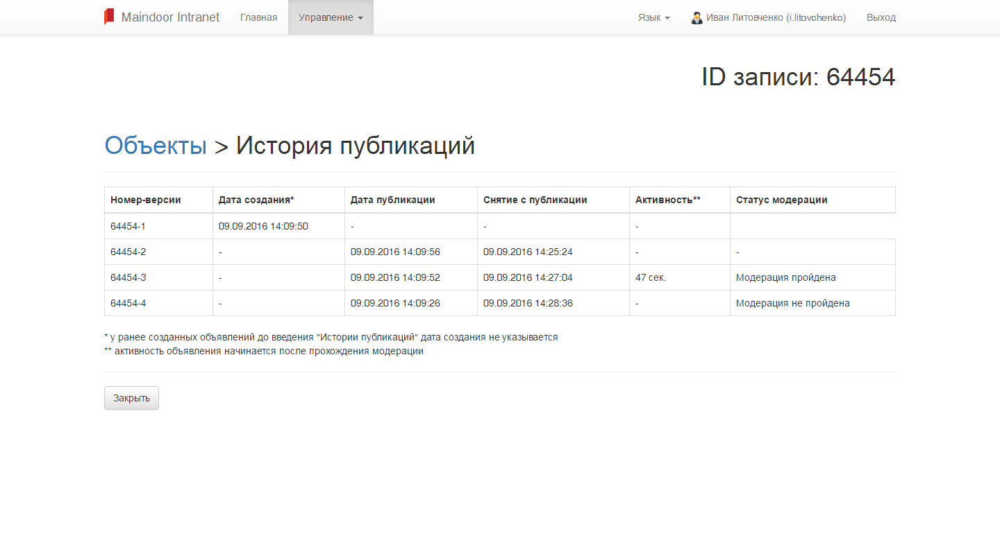 Maindoor Intranet Главная Управление Язык Иван Литовченко (i.litovchenko) Выход
ID записи: 64454
Объекты > История публикаций
Номер-версии Дата создания* Дата публикации Снятие с публикации Активность** Статус модерации
64454-1 09.09.2016 14:09:50 - - -
64454-2 - 09.09.2016 14:09:56 09.09.2016 14:25:24 - -
64454-3 - 09.09.2016 14:09:52 09.09.2016 14:27:04 47 сек. Модерация пройдена
64454-4 - 09.09.2016 14:09:26 09.09.2016 14:28:36 - Модерация не пройдена
* у ранее созданных объявлений до введения "Истории публикаций" дата создания не указывается
** активность объявления начинается после прохождения модерации
Закрыть